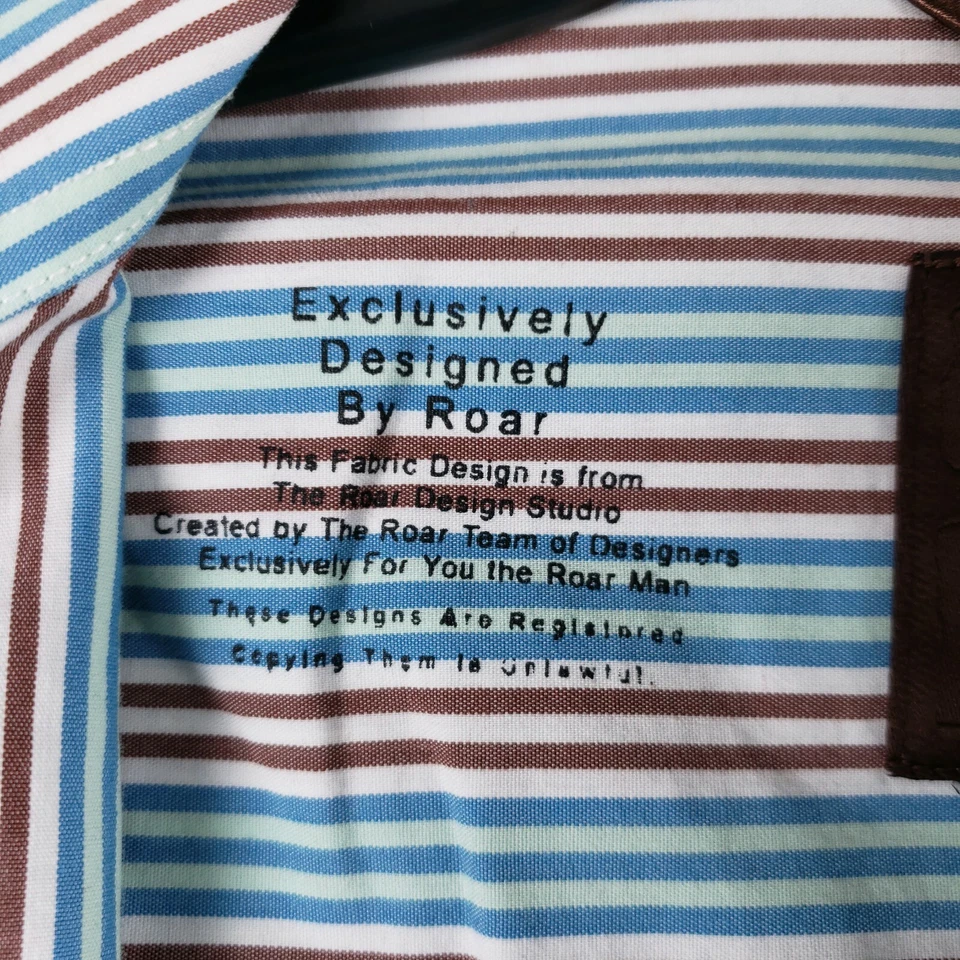 Exclusively
Designed
By Roar
This Fabric Design is from
The Roar Design Studio
Created by The Roar Team of Designers
Exclusively For You the Roar Man
These Designs Are Registered
Copying Them Is Unlawful.